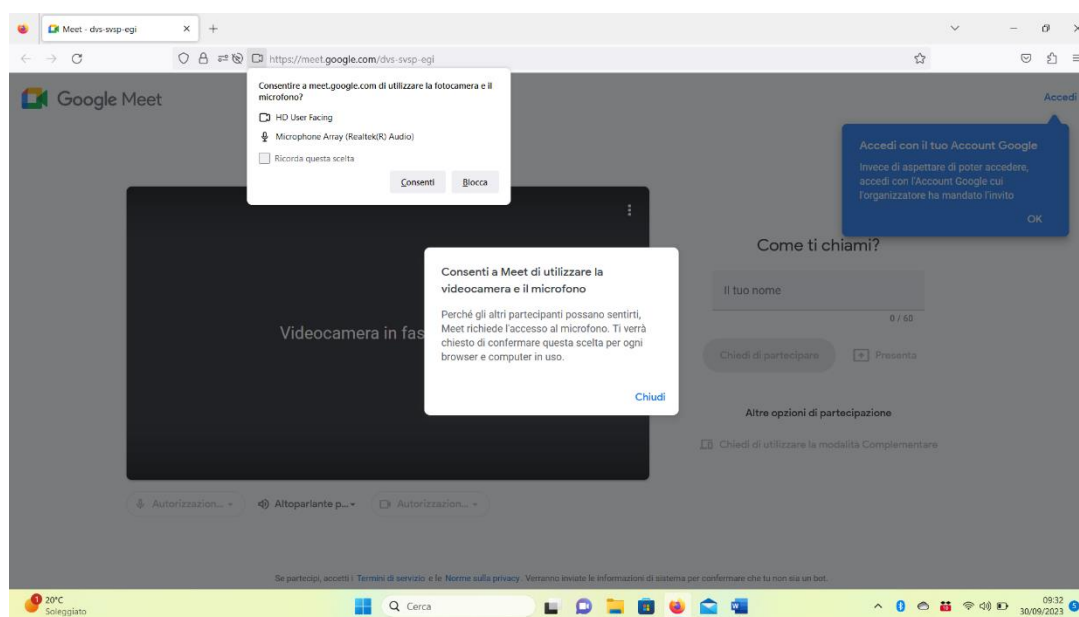 Meet - dvs-svsp-egi
https://meet.google.com/dvs-svsp-egi
Google Meet
Accedi
Consentire a meet.google.com di utilizzare la fotocamera e il
microfono?
HD User Facing
Microphone Array (Realtek(R) Audio)
Ricorda questa scelta
Consenti Blocca
Accedi con il tuo Account Google
Invece di aspettare di poter accedere,
accedi con l'Account Google cui
l'organizzatore ha mandato l'invito
OK
Videocamera in fas
Consenti a Meet di utilizzare la
videocamera e il microfono
Perché gli altri partecipanti possano sentirti,
Meet richiede l'accesso al microfono. Ti verrà
chiesto di confermare questa scelta per ogni
browser e computer in uso.
Chiudi
Come ti chiami?
Il tuo nome
0 / 60
Chiedi di partecipare Presenta
Altre opzioni di partecipazione
Chiedi di utilizzare la modalità Complementare
Autorizzazion... Altoparlante p... Autorizzazion...
Se partecipi, accetti i Termini di servizio e le Norme sulla privacy. Verranno inviate le informazioni di sistema per confermare che tu non sia un bot.
1
20°C
Soleggiato
Cerca
09:32
30/09/2023
5